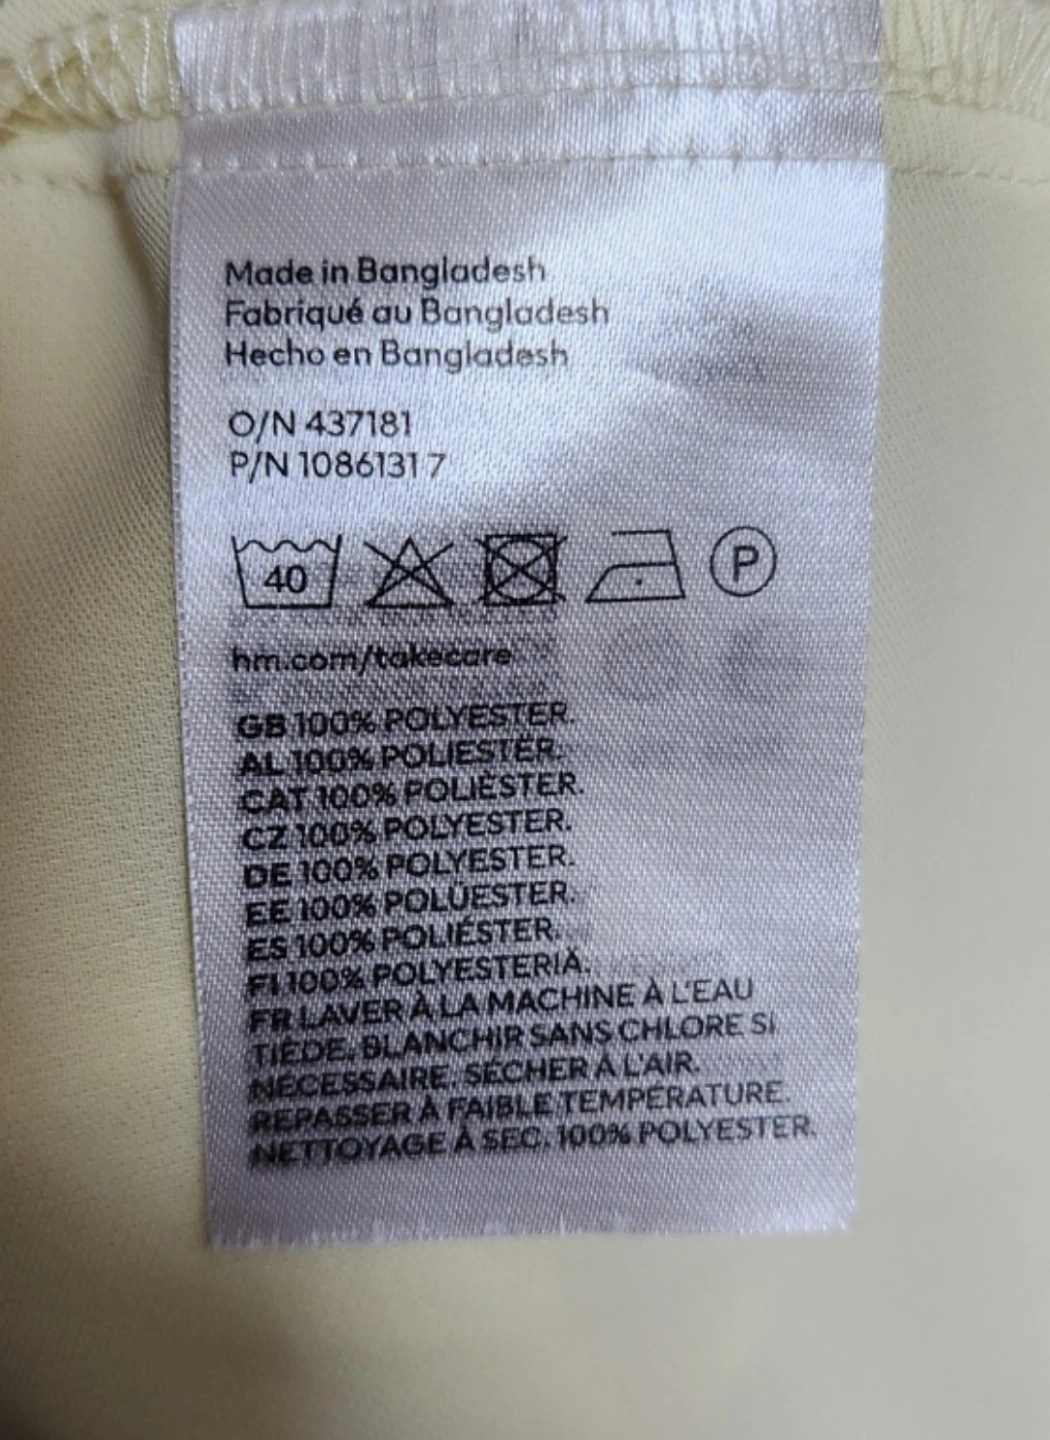 Made in Bangladesh
Fabriqué au Bangladesh
Hecho en Bangladesh
O/N 437181
P/N 1086131 7
40
P
hm.com/takecare
GB 100% POLYESTER.
AL 100% POLIESTËR.
CAT 100% POLIÈSTER.
CZ 100% POLYESTER.
DE 100% POLYESTER.
EE 100% POLÜESTER.
ES 100% POLIÉSTER.
FI 100% POLYESTERIÄ.
FR LAVER À LA MACHINE À L'EAU
TIÈDE. BLANCHIR SANS CHLORE SI
NÉCESSAIRE. SÉCHER À L'AIR.
REPASSER À FAIBLE TEMPÉRATURE.
NETTOYAGE À SEC. 100% POLYESTER.